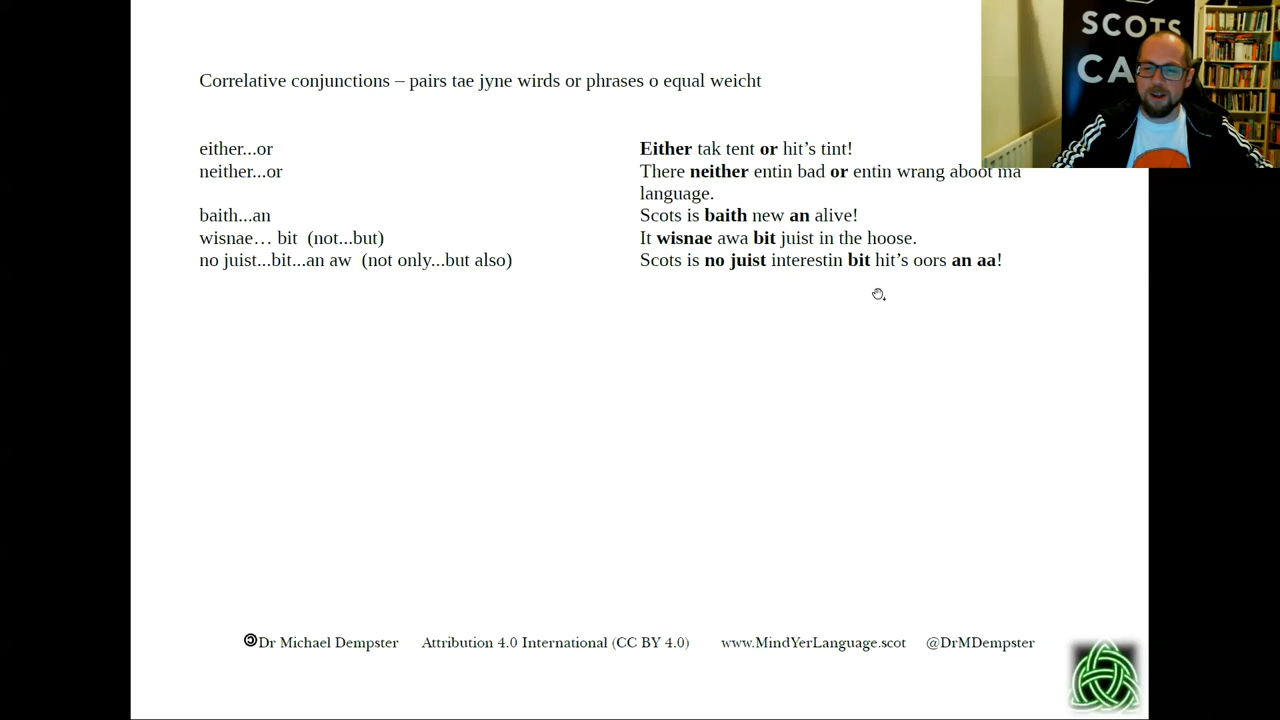 SCOTS
CA
Correlative conjunctions – pairs tae jyne wirds or phrases o equal weicht
either...or
Either tak tent or hit’s tint!
neither...or
There neither entin bad or entin wrang aboot ma
language.
baith...an
Scots is baith new an alive!
wisnae… bit (not...but)
It wisnae awa bit juist in the hoose.
no juist...bit...an aw (not only...but also)
Scots is no juist interestin bit hit’s oors an aa!
Dr Michael Dempster Attribution 4.0 International (CC BY 4.0) www.MindYerLanguage.scot @DrMDempster